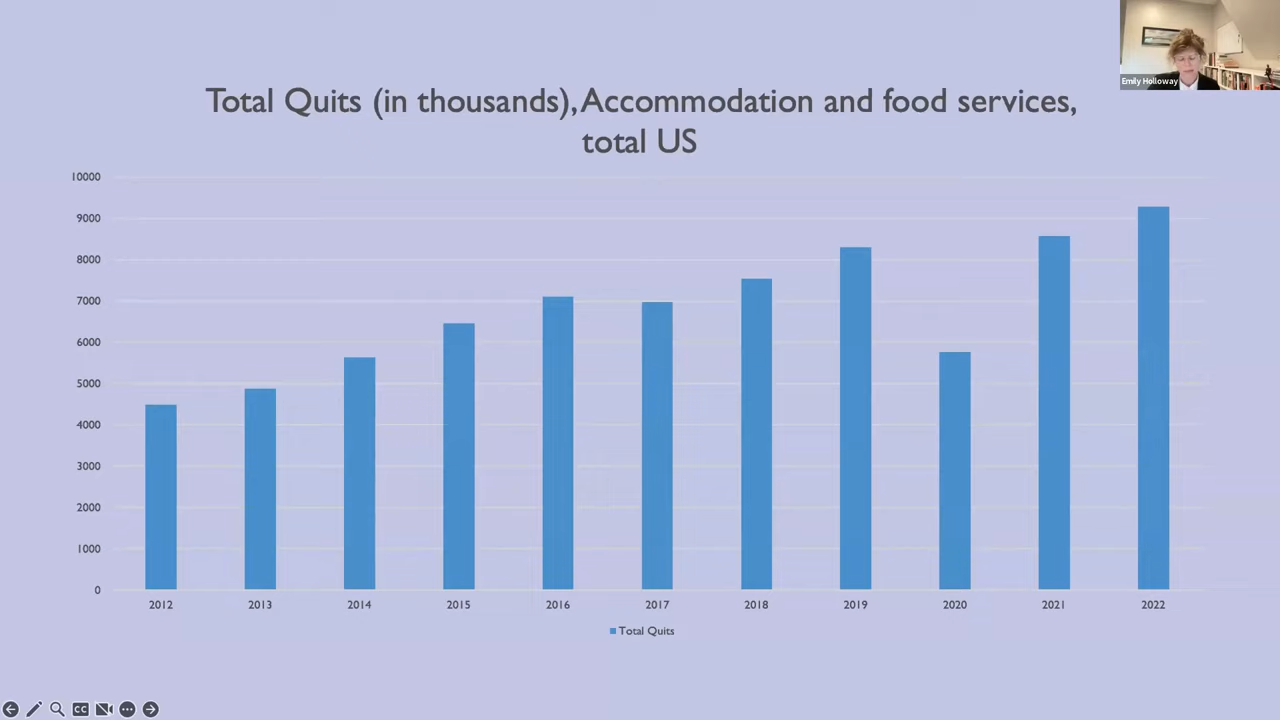 Emily Holloway
Total Quits (in thousands), Accommodation and food services,
total US
10000
9000
8000
7000
6000
5000
4000
3000
2000
1000
0
2012 2013 2014 2015 2016 2017 2018 2019 2020 2021 2022
Total Quits
CC